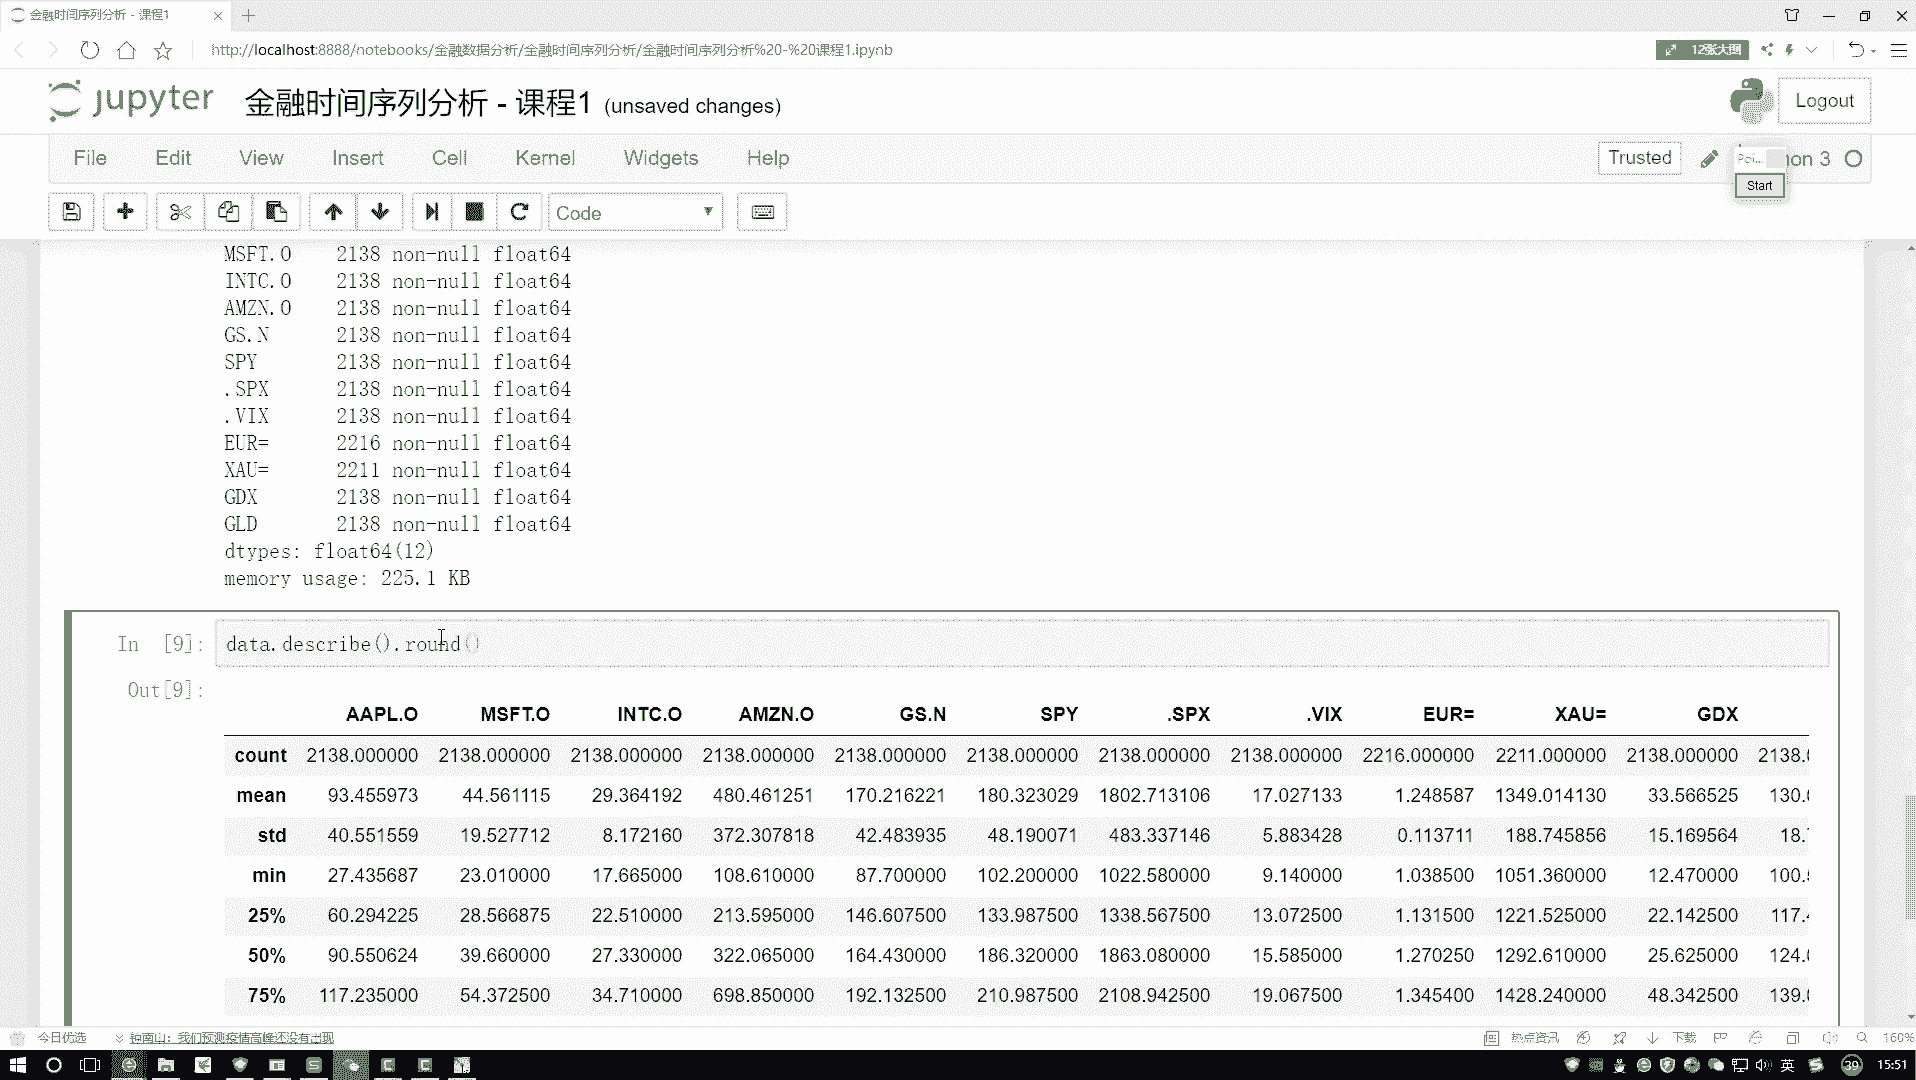 金融时间序列分析 - 课程1
http://localhost:8888/notebooks/金融数据分析/金融时间序列分析/金融时间序列分析%20-%20课程1.ipynb
12张大图
jupyter 金融时间序列分析 - 课程1 (unsaved changes)
Logout
File Edit View Insert Cell Kernel Widgets Help
Trusted
Poi... hon 3
Start
Code
MSFT.O 2138 non-null float64
INTC.O 2138 non-null float64
AMZN.O 2138 non-null float64
GS.N 2138 non-null float64
SPY 2138 non-null float64
.SPX 2138 non-null float64
.VIX 2138 non-null float64
EUR= 2216 non-null float64
XAU= 2211 non-null float64
GDX 2138 non-null float64
GLD 2138 non-null float64
dtypes: float64(12)
memory usage: 225.1 KB
In [9]: data.describe().round()
Out[9]:
AAPL.O MSFT.O INTC.O AMZN.O GS.N SPY .SPX .VIX EUR= XAU= GDX
count 2138.000000 2138.000000 2138.000000 2138.000000 2138.000000 2138.000000 2138.000000 2138.000000 2216.000000 2211.000000 2138.000000 2138.0
mean 93.455973 44.561115 29.364192 480.461251 170.216221 180.323029 1802.713106 17.027133 1.248587 1349.014130 33.566525 130.0
std 40.551559 19.527712 8.172160 372.307818 42.483935 48.190071 483.337146 5.883428 0.113711 188.745856 15.169564 18.
min 27.435687 23.010000 17.665000 108.610000 87.700000 102.200000 1022.580000 9.140000 1.038500 1051.360000 12.470000 100.
25% 60.294225 28.566875 22.510000 213.595000 146.607500 133.987500 1338.567500 13.072500 1.131500 1221.525000 22.142500 117.
50% 90.550624 39.660000 27.330000 322.065000 164.430000 186.320000 1863.080000 15.585000 1.270250 1292.610000 25.625000 124.
75% 117.235000 54.372500 34.710000 698.850000 192.132500 210.987500 2108.942500 19.067500 1.345400 1428.240000 48.342500 139.
今日优选 钟南山：我们预测疫情高峰还没有出现
热点资讯 下载 160%
英 39 15:51